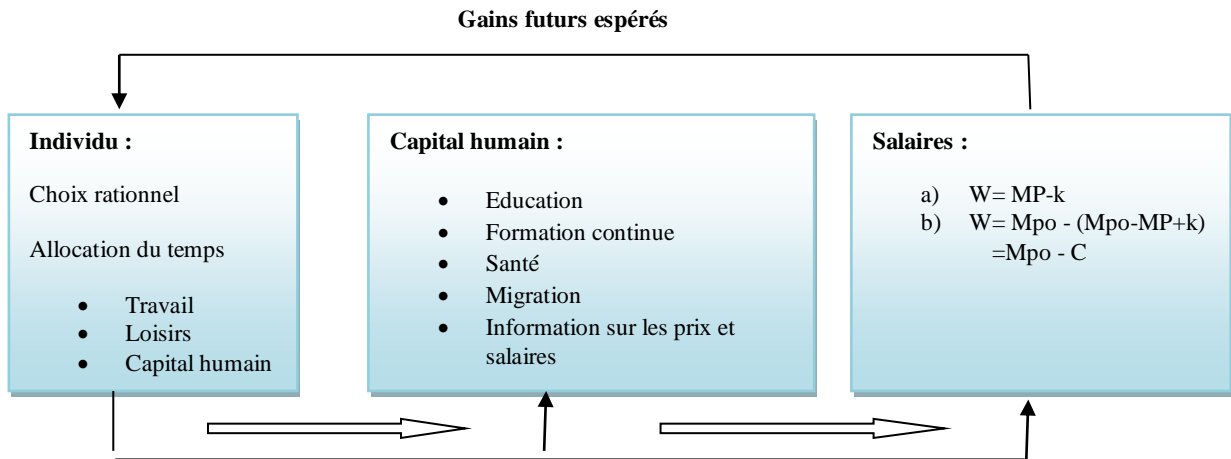 Gains futurs espérés
Individu :
Choix rationnel
Allocation du temps
• Travail
• Loisirs
• Capital humain
Capital humain :
• Education
• Formation continue
• Santé
• Migration
• Information sur les prix et
salaires
Salaires :
a) W= MP-k
b) W= Mpo - (Mpo-MP+k)
=Mpo - C